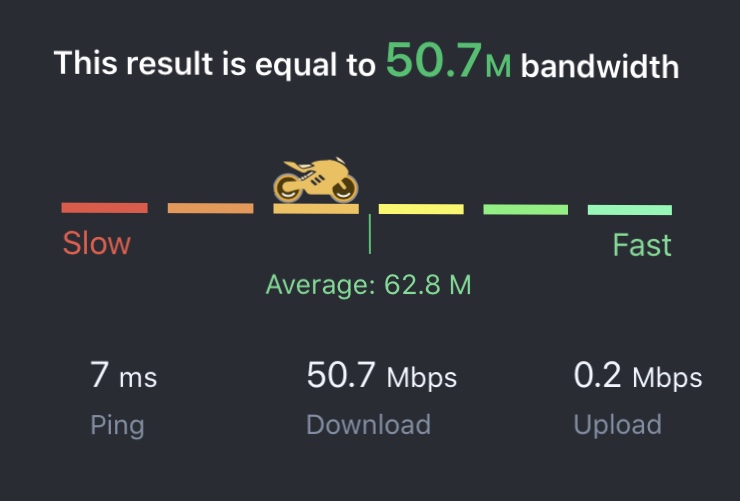 This result is equal to 50.7M bandwidth
Slow
Fast
Average: 62.8 M
7 ms
50.7 Mbps
0.2 Mbps
Ping
Download
Upload